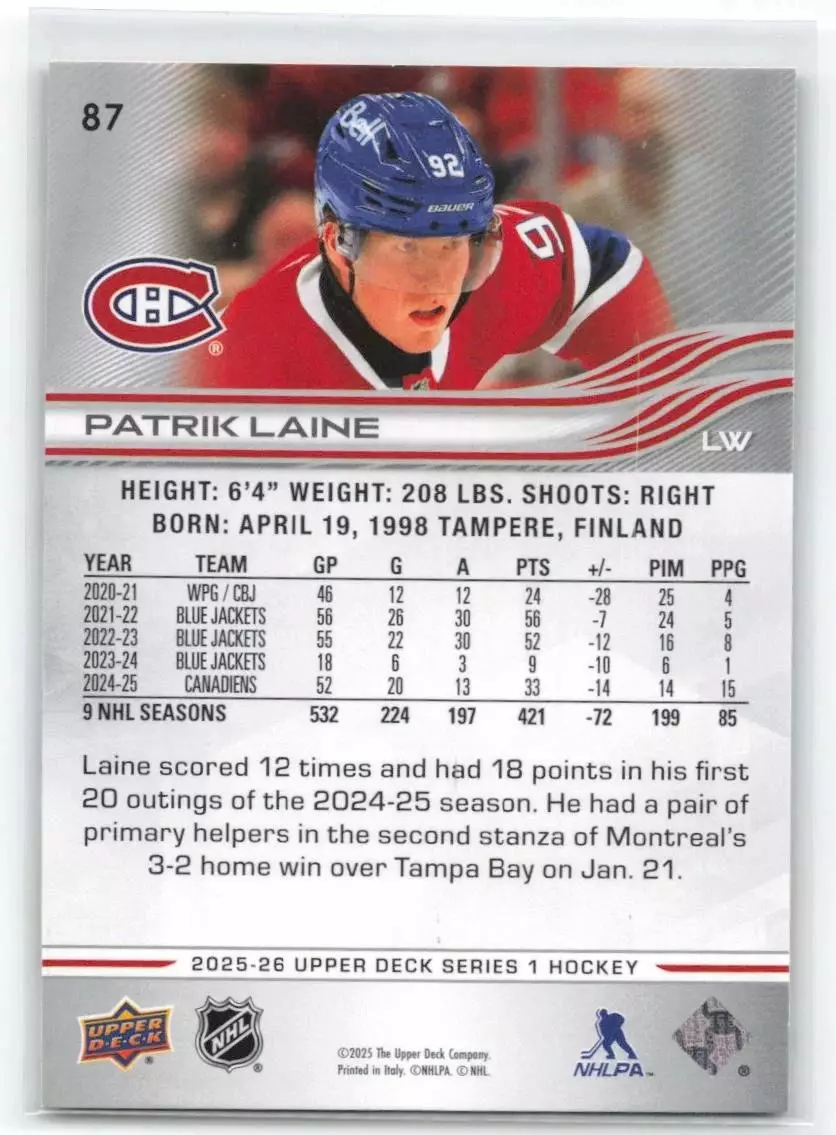 87
Bell
92
BAUER
9
®
PATRIK LAINE
LW
HEIGHT: 6'4" WEIGHT: 208 LBS. SHOOTS: RIGHT
BORN: APRIL 19, 1998 TAMPERE, FINLAND
YEAR TEAM GP G A PTS +/- PIM PPG
2020-21 WPG / CBJ 46 12 12 24 -28 25 4
2021-22 BLUE JACKETS 56 26 30 56 -7 24 5
2022-23 BLUE JACKETS 55 22 30 52 -12 16 8
2023-24 BLUE JACKETS 18 6 3 9 -10 6 1
2024-25 CANADIENS 52 20 13 33 -14 14 15
9 NHL SEASONS 532 224 197 421 -72 199 85
Laine scored 12 times and had 18 points in his first
20 outings of the 2024-25 season. He had a pair of
primary helpers in the second stanza of Montreal's
3-2 home win over Tampa Bay on Jan. 21.
2025-26 UPPER DECK SERIES 1 HOCKEY
UPPER
D·E·C·K
®
NHL
®
©2025 The Upper Deck Company.
Printed in Italy. ©NHLPA. © NHL.
NHLPA™
®